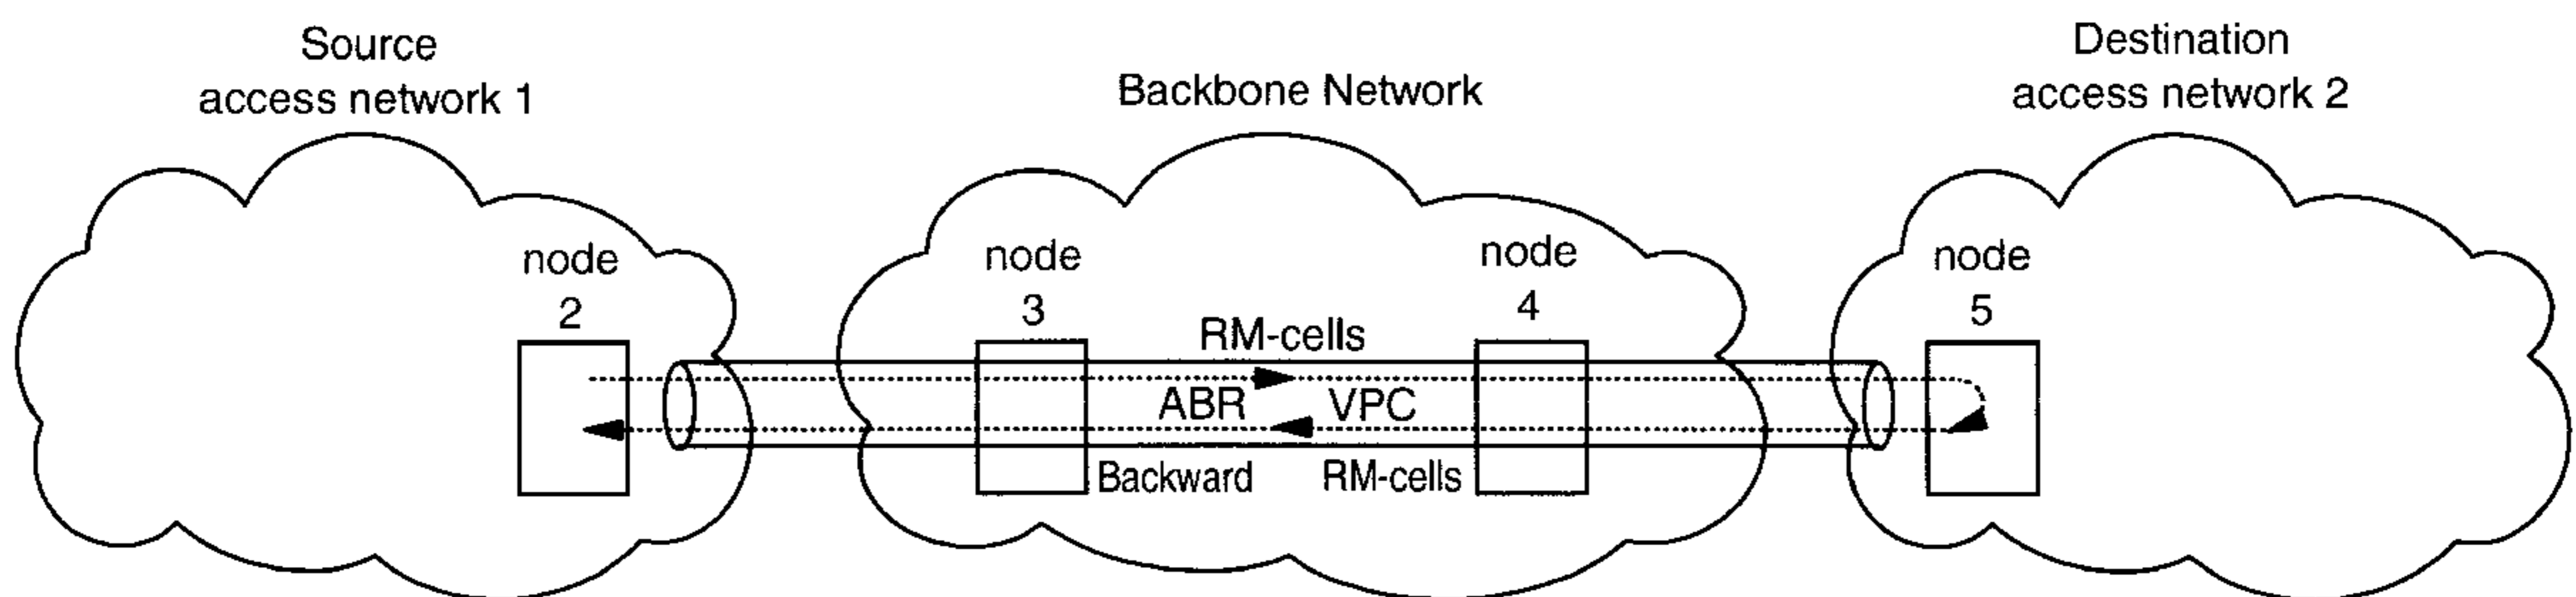 Source
access network 1
Backbone Network
Destination
access network 2
node
2
node
3
node
4
node
5
RM-cells
ABR VPC
Backward RM-cells